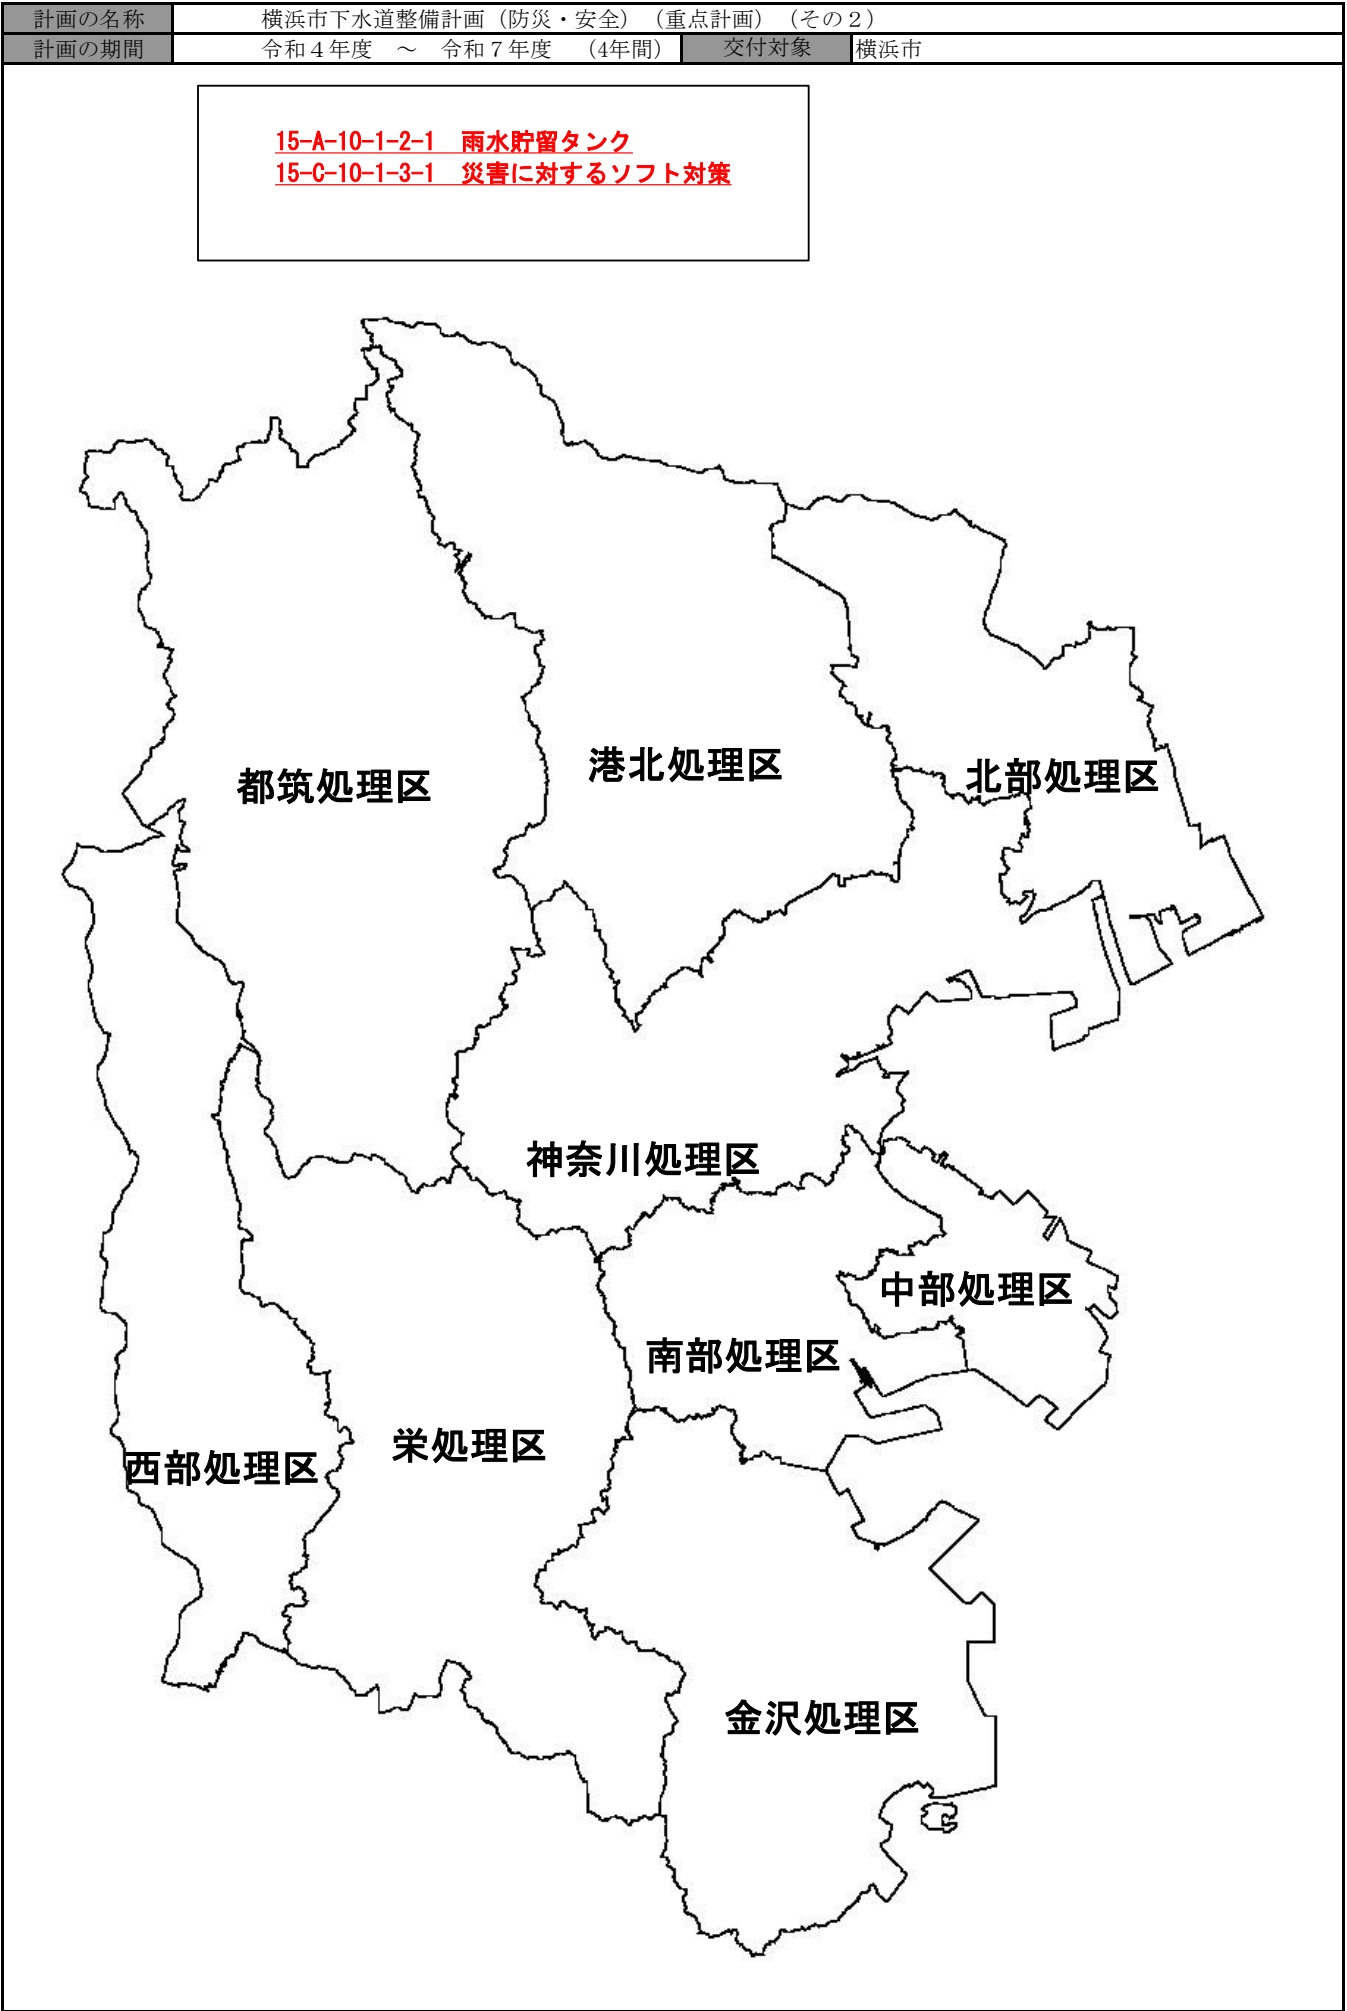 計画の名称 横浜市下水道整備計画（防災・安全）（重点計画）（その２）
計画の期間 令和４年度 ～ 令和７年度 （4年間） 交付対象 横浜市
15-A-10-1-2-1 雨水貯留タンク
15-C-10-1-3-1 災害に対するソフト対策
港北処理区
北部処理区
都筑処理区
神奈川処理区
中部処理区
南部処理区
栄処理区
西部処理区
金沢処理区